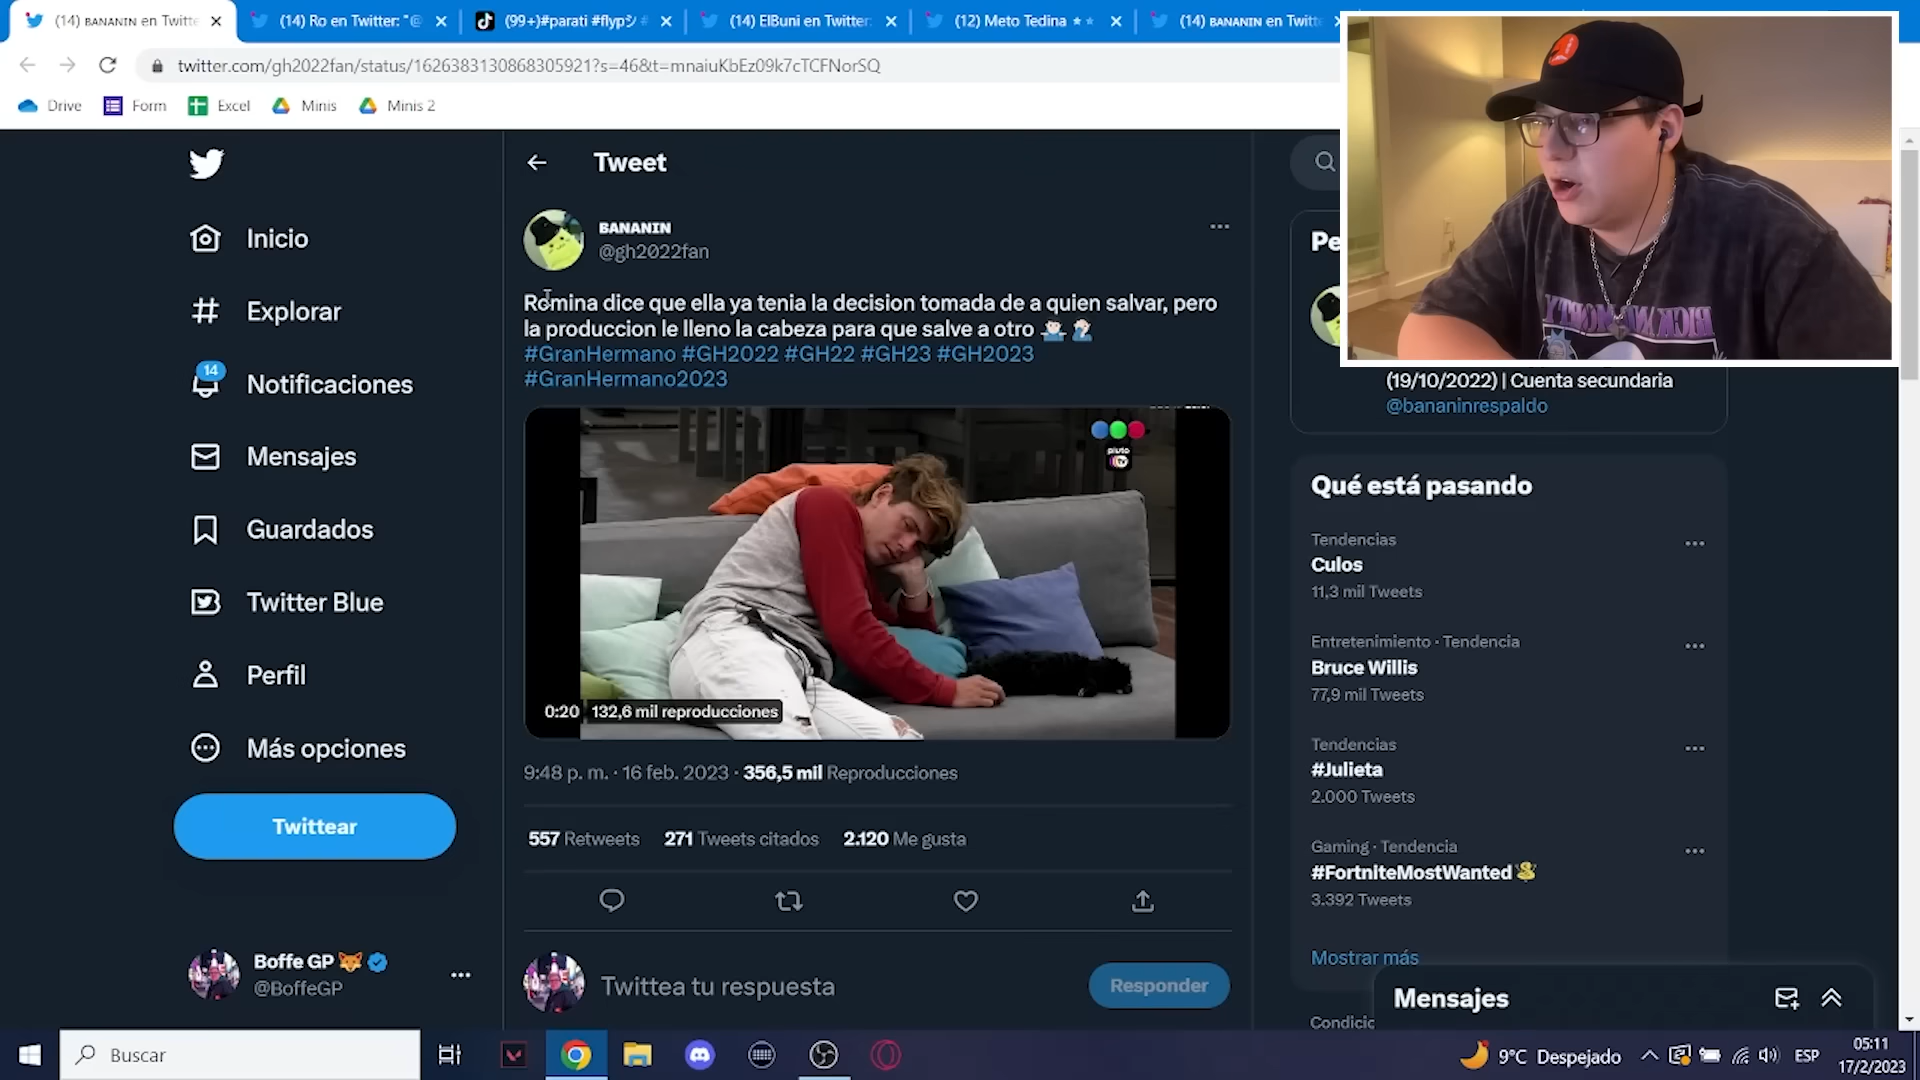 (14) BANANIN en Twitte
(14) Ro en Twitter: "@
(99+)#parati #flypシ #
(14) ElBuni en Twitter:
(12) Meto Tedina
(14) BANANIN en Twitt
twitter.com/gh2022fan/status/1626383130868305921?s=46&t=mnaiuKbEz09k7cTCFNorSQ
Drive
Form
Excel
Minis
Minis 2
Inicio
Explorar
14
Notificaciones
Mensajes
Guardados
Twitter Blue
Perfil
Más opciones
Twittear
Boffe GP
@BoffeGP
Tweet
BANANIN
@gh2022fan
Romina dice que ella ya tenia la decision tomada de a quien salvar, pero
la produccion le lleno la cabeza para que salve a otro
#GranHermano #GH2022 #GH22 #GH23 #GH2023
#GranHermano2023
pluto
tv
0:20
132,6 mil reproducciones
9:48 p. m. · 16 feb. 2023 · 356,5 mil Reproducciones
557 Retweets 271 Tweets citados 2.120 Me gusta
Twittea tu respuesta
Responder
Pe
(19/10/2022) | Cuenta secundaria
@bananinrespaldo
Qué está pasando
Tendencias
Culos
11,3 mil Tweets
Entretenimiento · Tendencia
Bruce Willis
77,9 mil Tweets
Tendencias
#Julieta
2.000 Tweets
Gaming · Tendencia
#FortniteMostWanted
3.392 Tweets
Mostrar más
Condicio
Mensajes
Buscar
9°C Despejado
ESP
05:11
17/2/2023